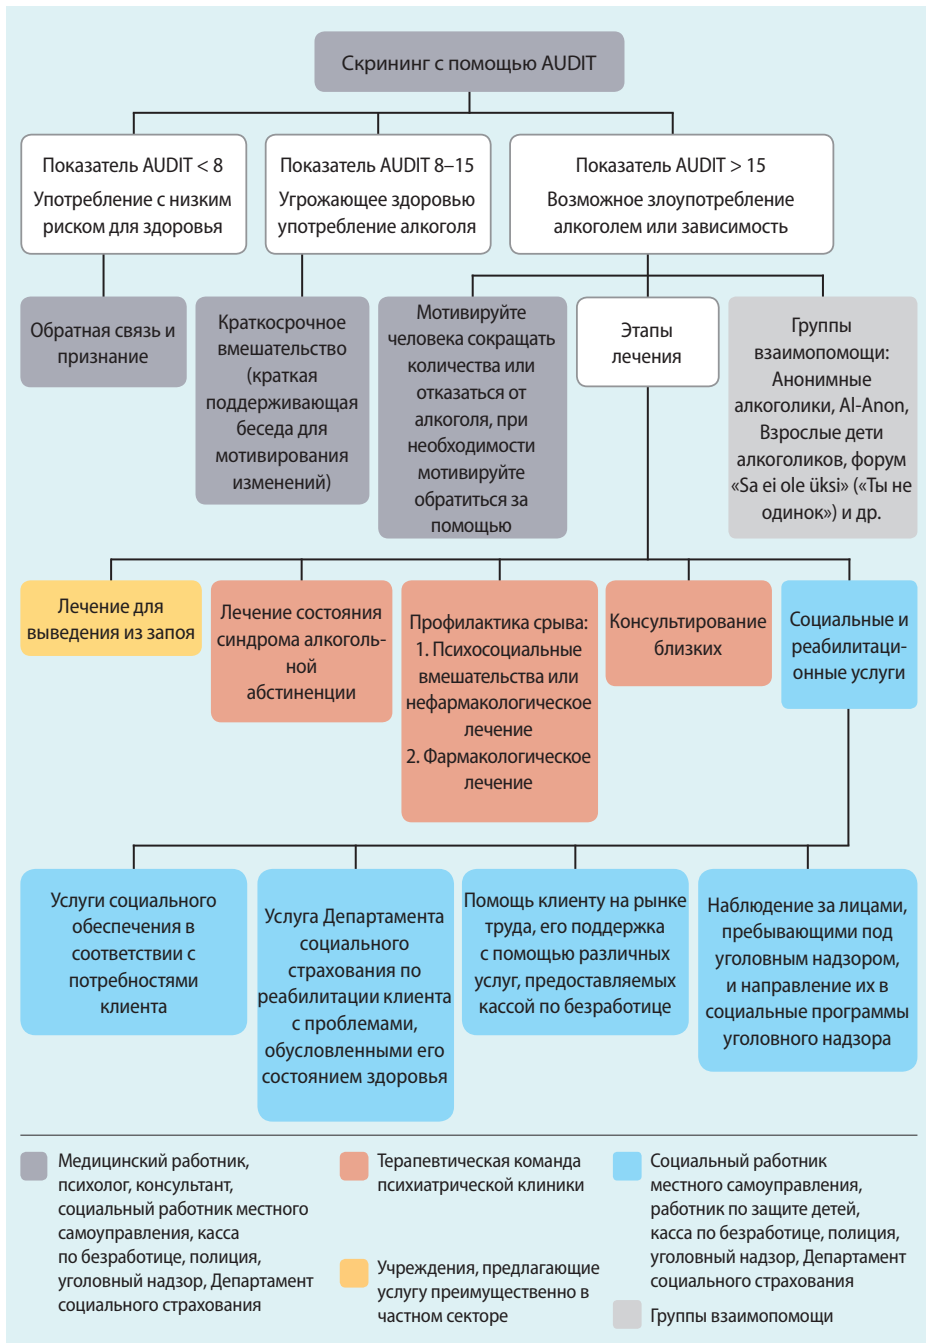 Скрининг с помощью AUDIT
Показатель AUDIT < 8
Употребление с низким
риском для здоровья
Показатель AUDIT 8–15
Угрожающее здоровью
употребление алкоголя
Показатель AUDIT > 15
Возможное злоупотребление
алкоголем или зависимость
Обратная связь и
признание
Краткосрочное
вмешательство
(краткая
поддерживающая
беседа для
мотивирования
изменений)
Мотивируйте
человека сокращать
количества или
отказаться от
алкоголя, при
необходимости
мотивируйте
обратиться за
помощью
Этапы
лечения
Группы
взаимопомощи:
Анонимные
алкоголики, Al-Anon,
Взрослые дети
алкоголиков, форум
«Sa ei ole üksi» («Ты не
одинок») и др.
Лечение для
выведения из запоя
Лечение состояния
синдрома алкоголь-
ной
абстиненции
Профилактика срыва:
1. Психосоциальные
вмешательства или
нефармакологическое
лечение
2. Фармакологическое
лечение
Консультирование
близких
Социальные и
реабилитаци-
онные услуги
Услуги социального
обеспечения в
соответствии с
потребностями
клиента
Услуга Департамента
социального
страхования по
реабилитации клиента
с проблемами,
обусловленными его
состоянием здоровья
Помощь клиенту на рынке
труда, его поддержка
с помощью различных
услуг, предоставляемых
кассой по безработице
Наблюдение за лицами,
пребывающими под
уголовным надзором,
и направление их в
социальные программы
уголовного надзора
Медицинский работник,
психолог, консультант,
социальный работник местного
самоуправления, касса
по безработице, полиция,
уголовный надзор, Департамент
социального страхования
Терапевтическая команда
психиатрической клиники
Учреждения, предлагающие
услугу преимущественно в
частном секторе
Социальный работник
местного самоуправления,
работник по защите детей,
касса по безработице, полиция,
уголовный надзор, Департамент
социального страхования
Группы взаимопомощи